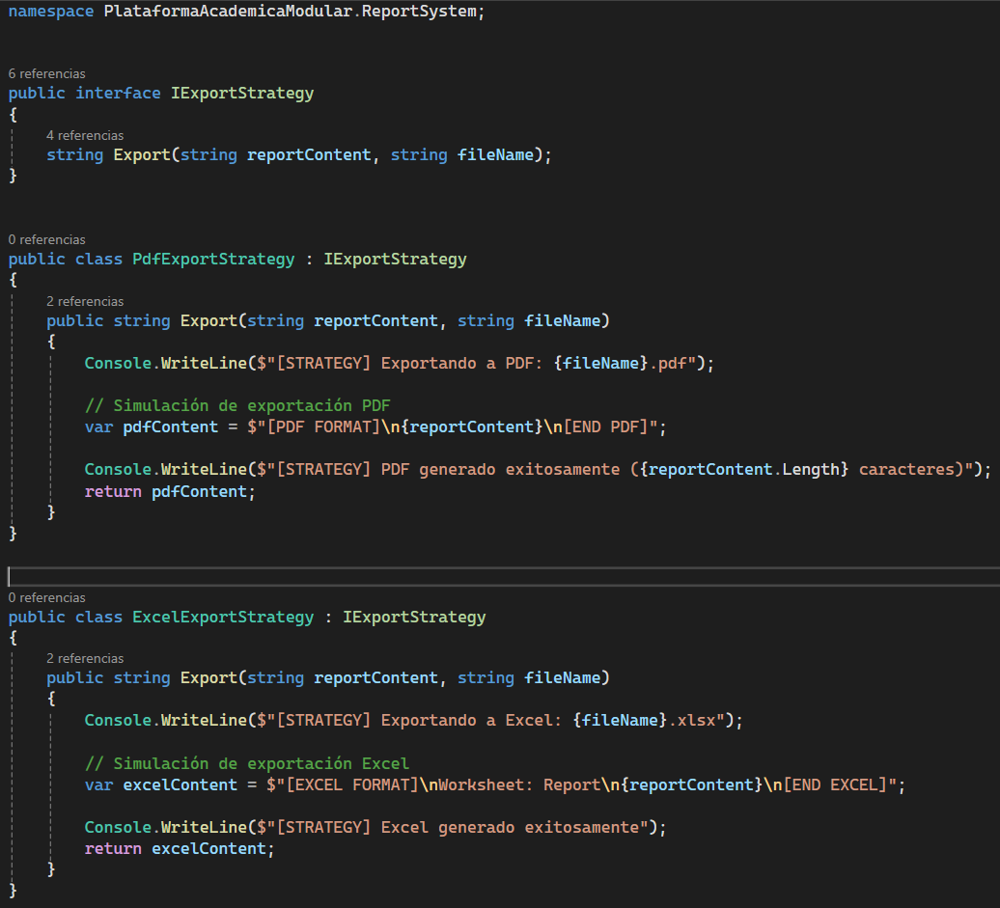 namespace PlataformaAcademicaModular.ReportSystem;
6 referencias
public interface IExportStrategy
{
4 referencias
string Export(string reportContent, string fileName);
}
0 referencias
public class PdfExportStrategy : IExportStrategy
{
2 referencias
public string Export(string reportContent, string fileName)
{
Console.WriteLine($"[STRATEGY] Exportando a PDF: {fileName}.pdf");
// Simulación de exportación PDF
var pdfContent = $"[PDF FORMAT]\n{reportContent}\n[END PDF]";
Console.WriteLine($"[STRATEGY] PDF generado exitosamente ({reportContent.Length} caracteres)");
return pdfContent;
}
}
0 referencias
public class ExcelExportStrategy : IExportStrategy
{
2 referencias
public string Export(string reportContent, string fileName)
{
Console.WriteLine($"[STRATEGY] Exportando a Excel: {fileName}.xlsx");
// Simulación de exportación Excel
var excelContent = $"[EXCEL FORMAT]\nWorksheet: Report\n{reportContent}\n[END EXCEL]";
Console.WriteLine($"[STRATEGY] Excel generado exitosamente");
return excelContent;
}
}